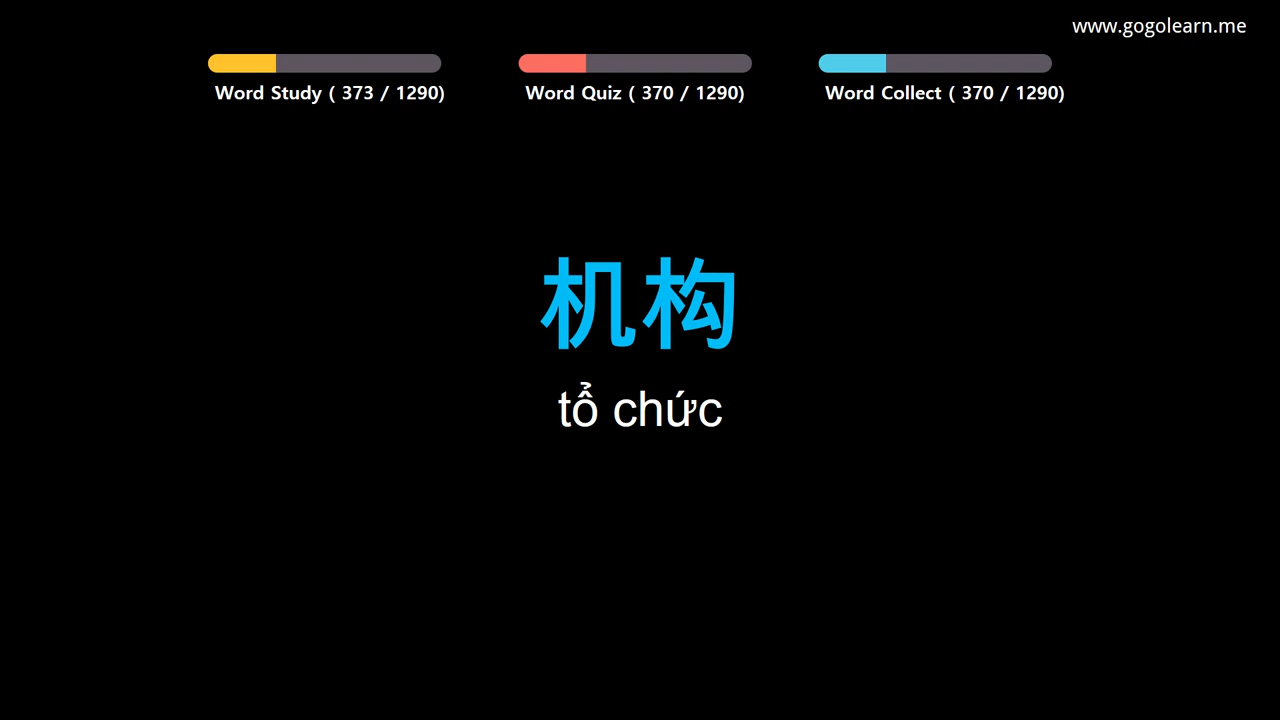 www.gogolearn.me
Word Study ( 373 / 1290)
Word Quiz ( 370 / 1290)
Word Collect ( 370 / 1290)
机构
tổ chức